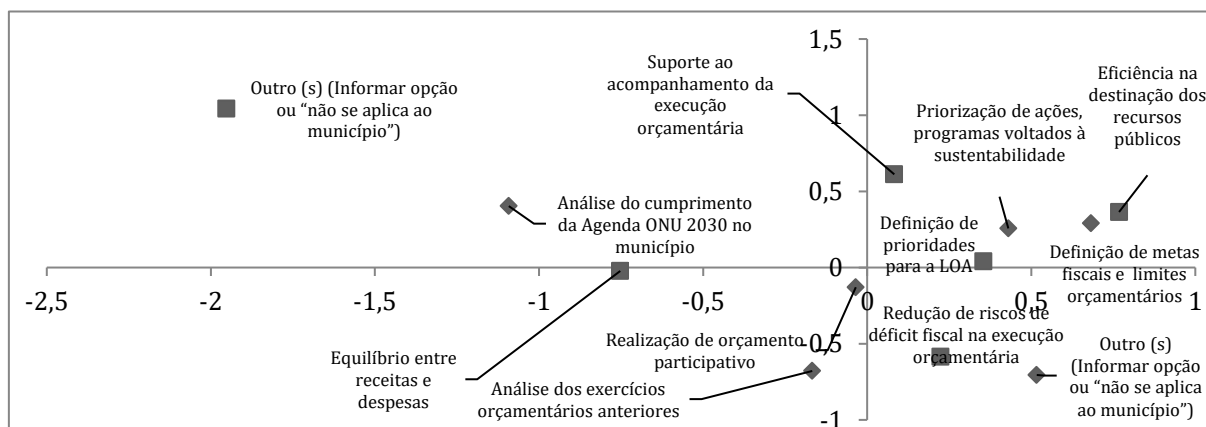 1,5
Suporte ao
acompanhamento da
execução
orçamentária
Eficiência na
destinação dos
recursos
públicos
Outro (s) (Informar opção
ou “não se aplica ao
município”)
1
Priorização de ações,
programas voltados à
sustentabilidade
0,5
Análise do cumprimento
da Agenda ONU 2030 no
município
Definição de
prioridades
para a LOA
Definição de metas
fiscais e limites
orçamentários
0
-2,5
-2
-1,5
-1
-0,5
0
0,5
1
Equilíbrio entre
receitas e
despesas
Realização de orçamento
participativo
-0,5
Redução de riscos de
déficit fiscal na execução
orçamentária
Análise dos exercícios
orçamentários anteriores
Outro (s)
(Informar opção
ou “não se aplica
ao município”)
-1